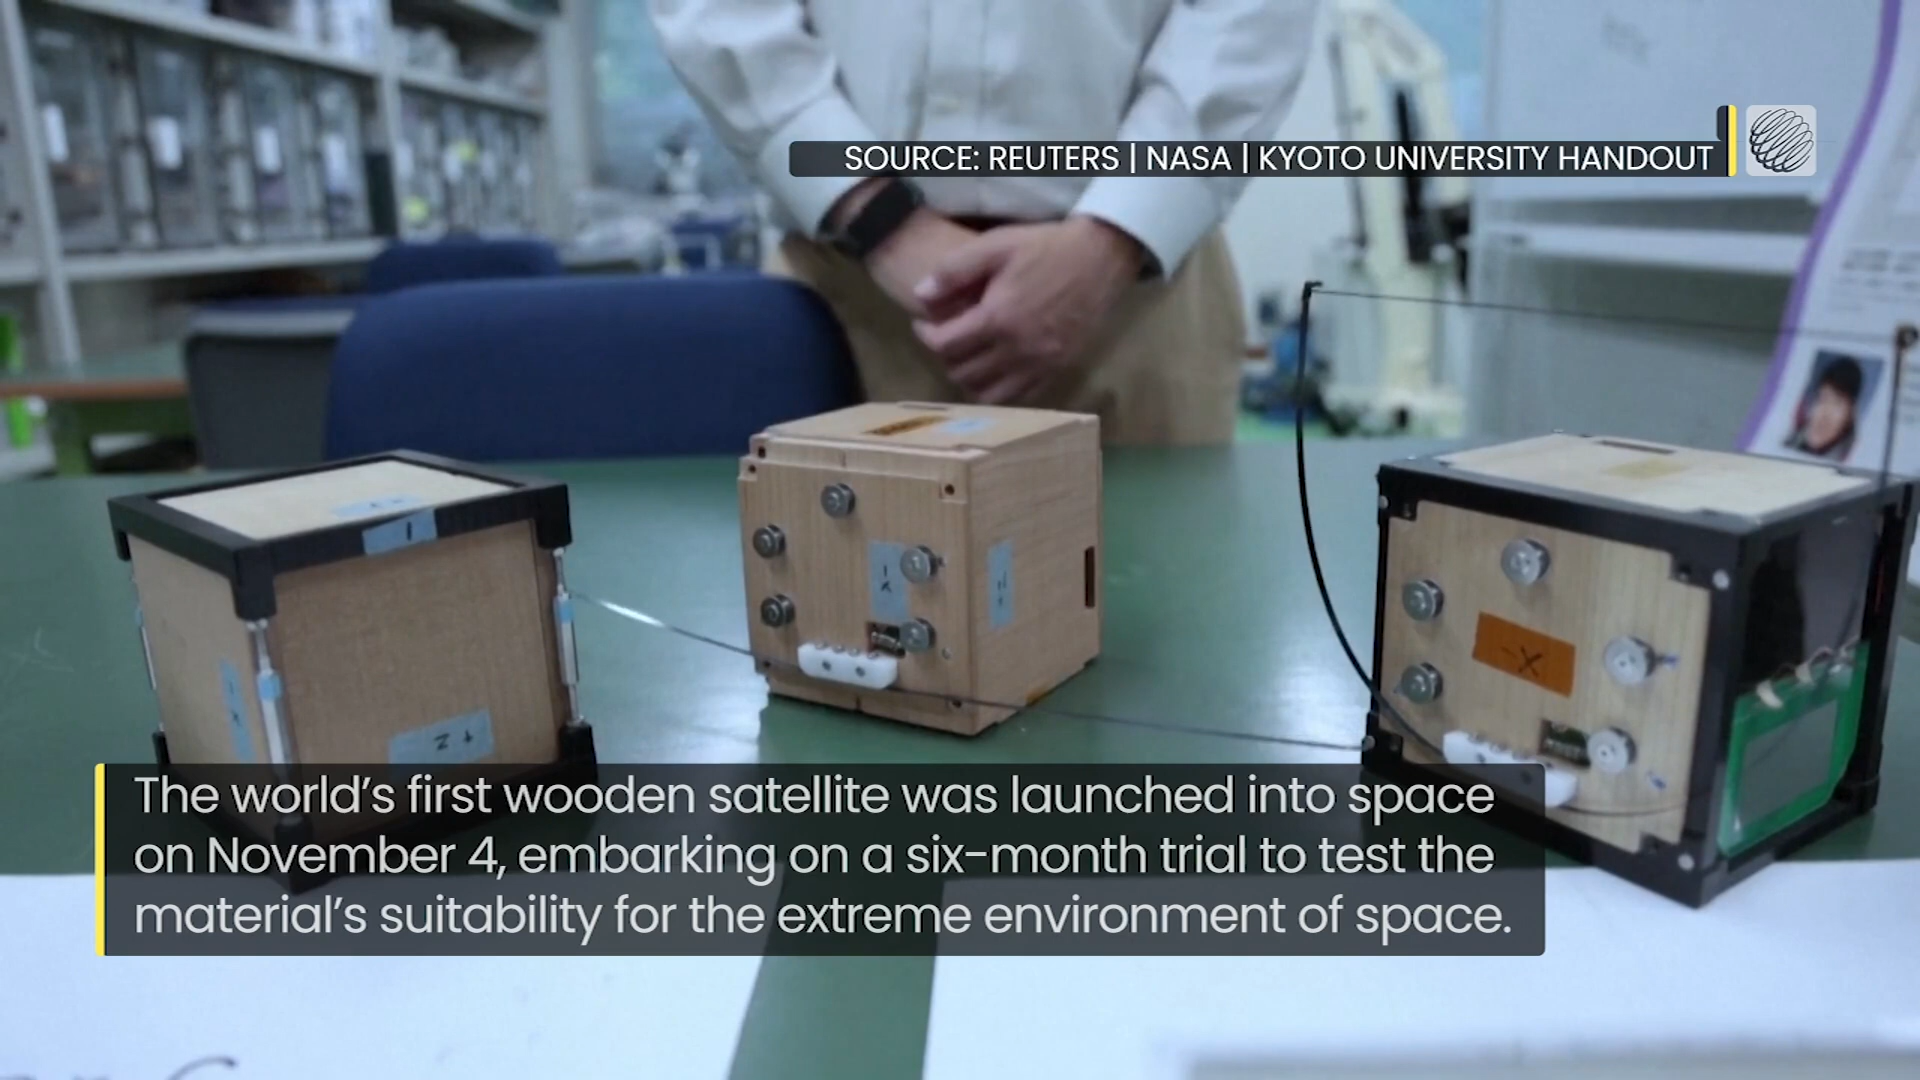 SOURCE: REUTERS | NASA | KYOTO UNIVERSITY HANDOUT
-X
The world's first wooden satellite was launched into space
on November 4, embarking on a six-month trial to test the
material's suitability for the extreme environment of space.